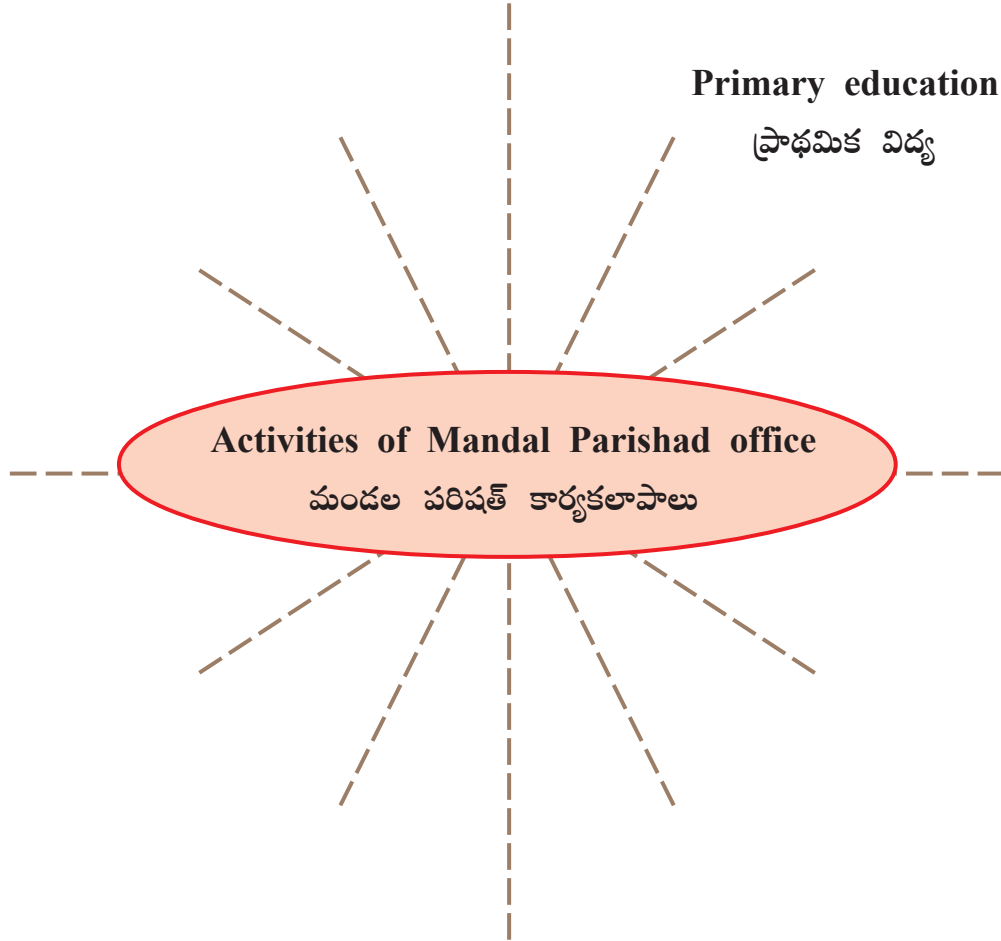 Primary education
ప్రాథమిక విద్య
Activities of Mandal Parishad office
మండల పరిషత్ కార్యకలాపాలు